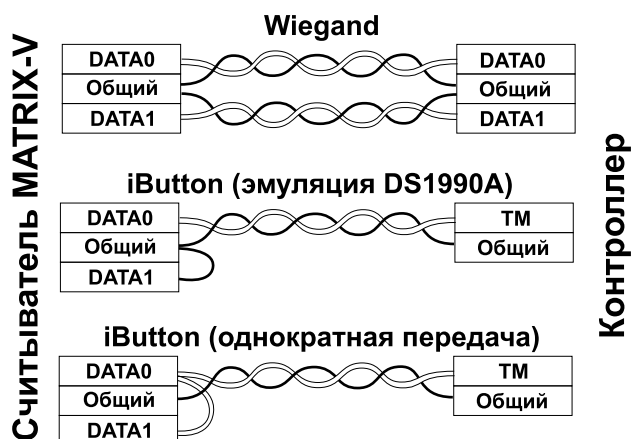 Считыватель MATRIX-V
Wiegand
DATA0 DATA0
Общий Общий
DATA1 DATA1
iButton (эмуляция DS1990A)
DATA0 TM
Общий Общий
DATA1
iButton (однократная передача)
DATA0 TM
Общий Общий
DATA1
Контроллер